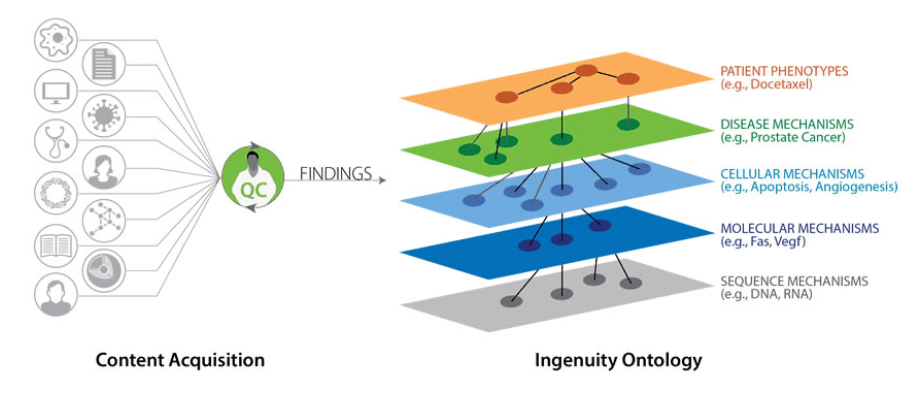 QC
FINDINGS
PATIENT PHENOTYPES
(e.g., Docetaxel)
DISEASE MECHANISMS
(e.g., Prostate Cancer)
CELLULAR MECHANISMS
(e.g., Apoptosis, Angiogenesis)
MOLECULAR MECHANISMS
(e.g., Fas, Vegf)
SEQUENCE MECHANISMS
(e.g., DNA, RNA)
Content Acquisition
Ingenuity Ontology